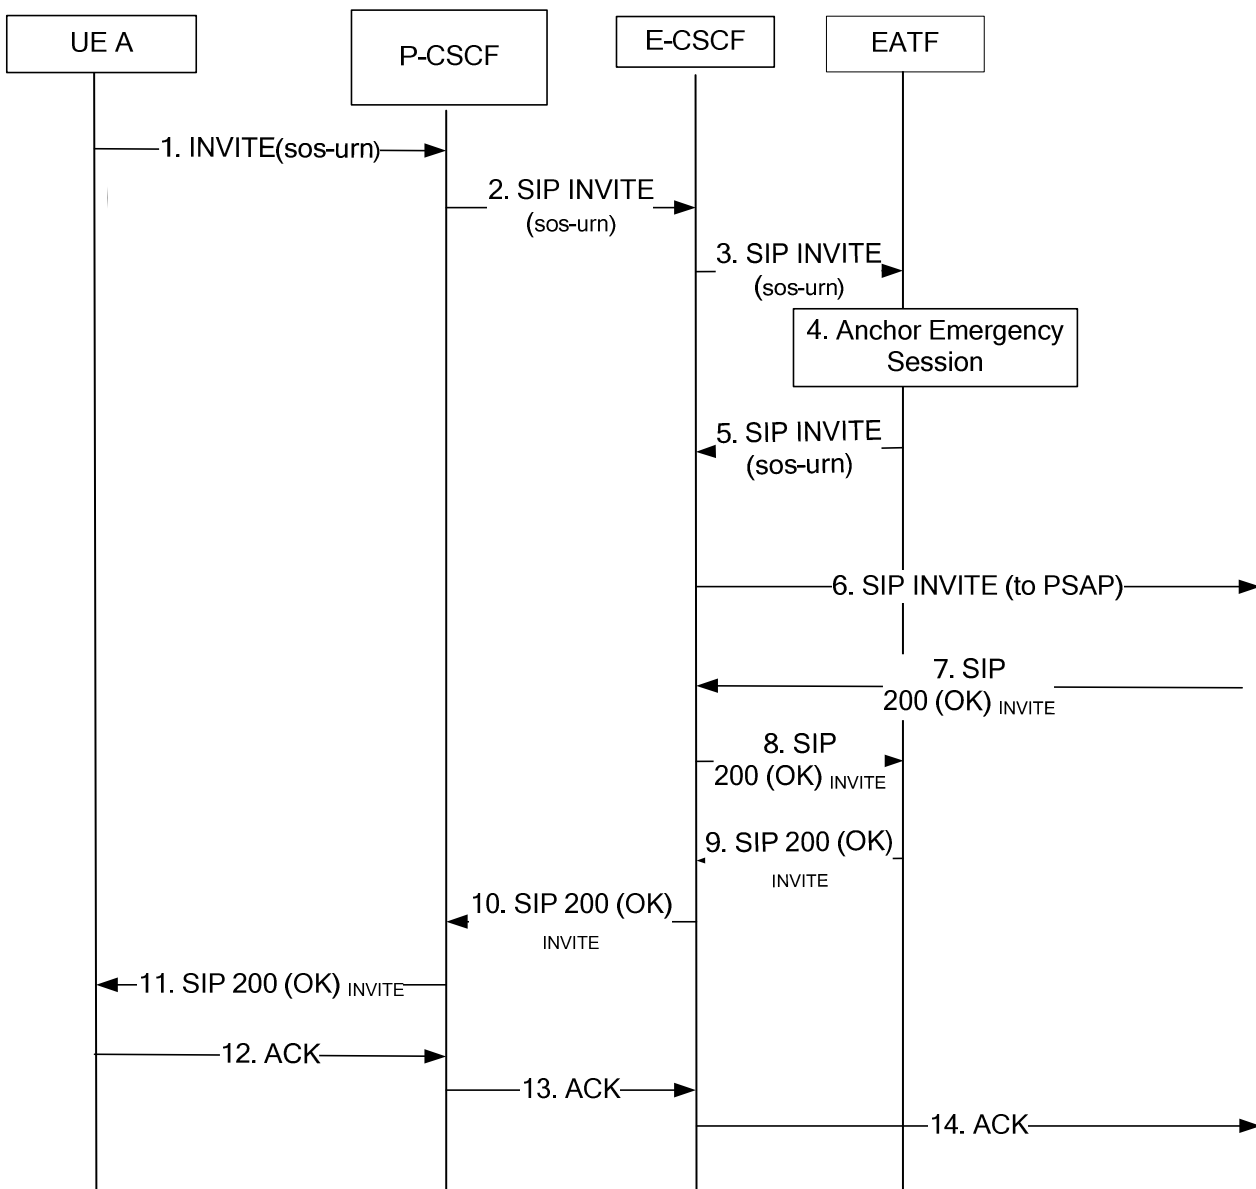 UE A
P-CSCF
E-CSCF
EATF
1. INVITE(sos-urn)
2. SIP INVITE
(sos-urn)
3. SIP INVITE
(sos-urn)
4. Anchor Emergency
Session
5. SIP INVITE
(sos-urn)
6. SIP INVITE (to PSAP)
7. SIP
200 (OK) INVITE
8. SIP
200 (OK) INVITE
9. SIP 200 (OK)
INVITE
10. SIP 200 (OK)
INVITE
11. SIP 200 (OK) INVITE
12. ACK
13. ACK
14. ACK